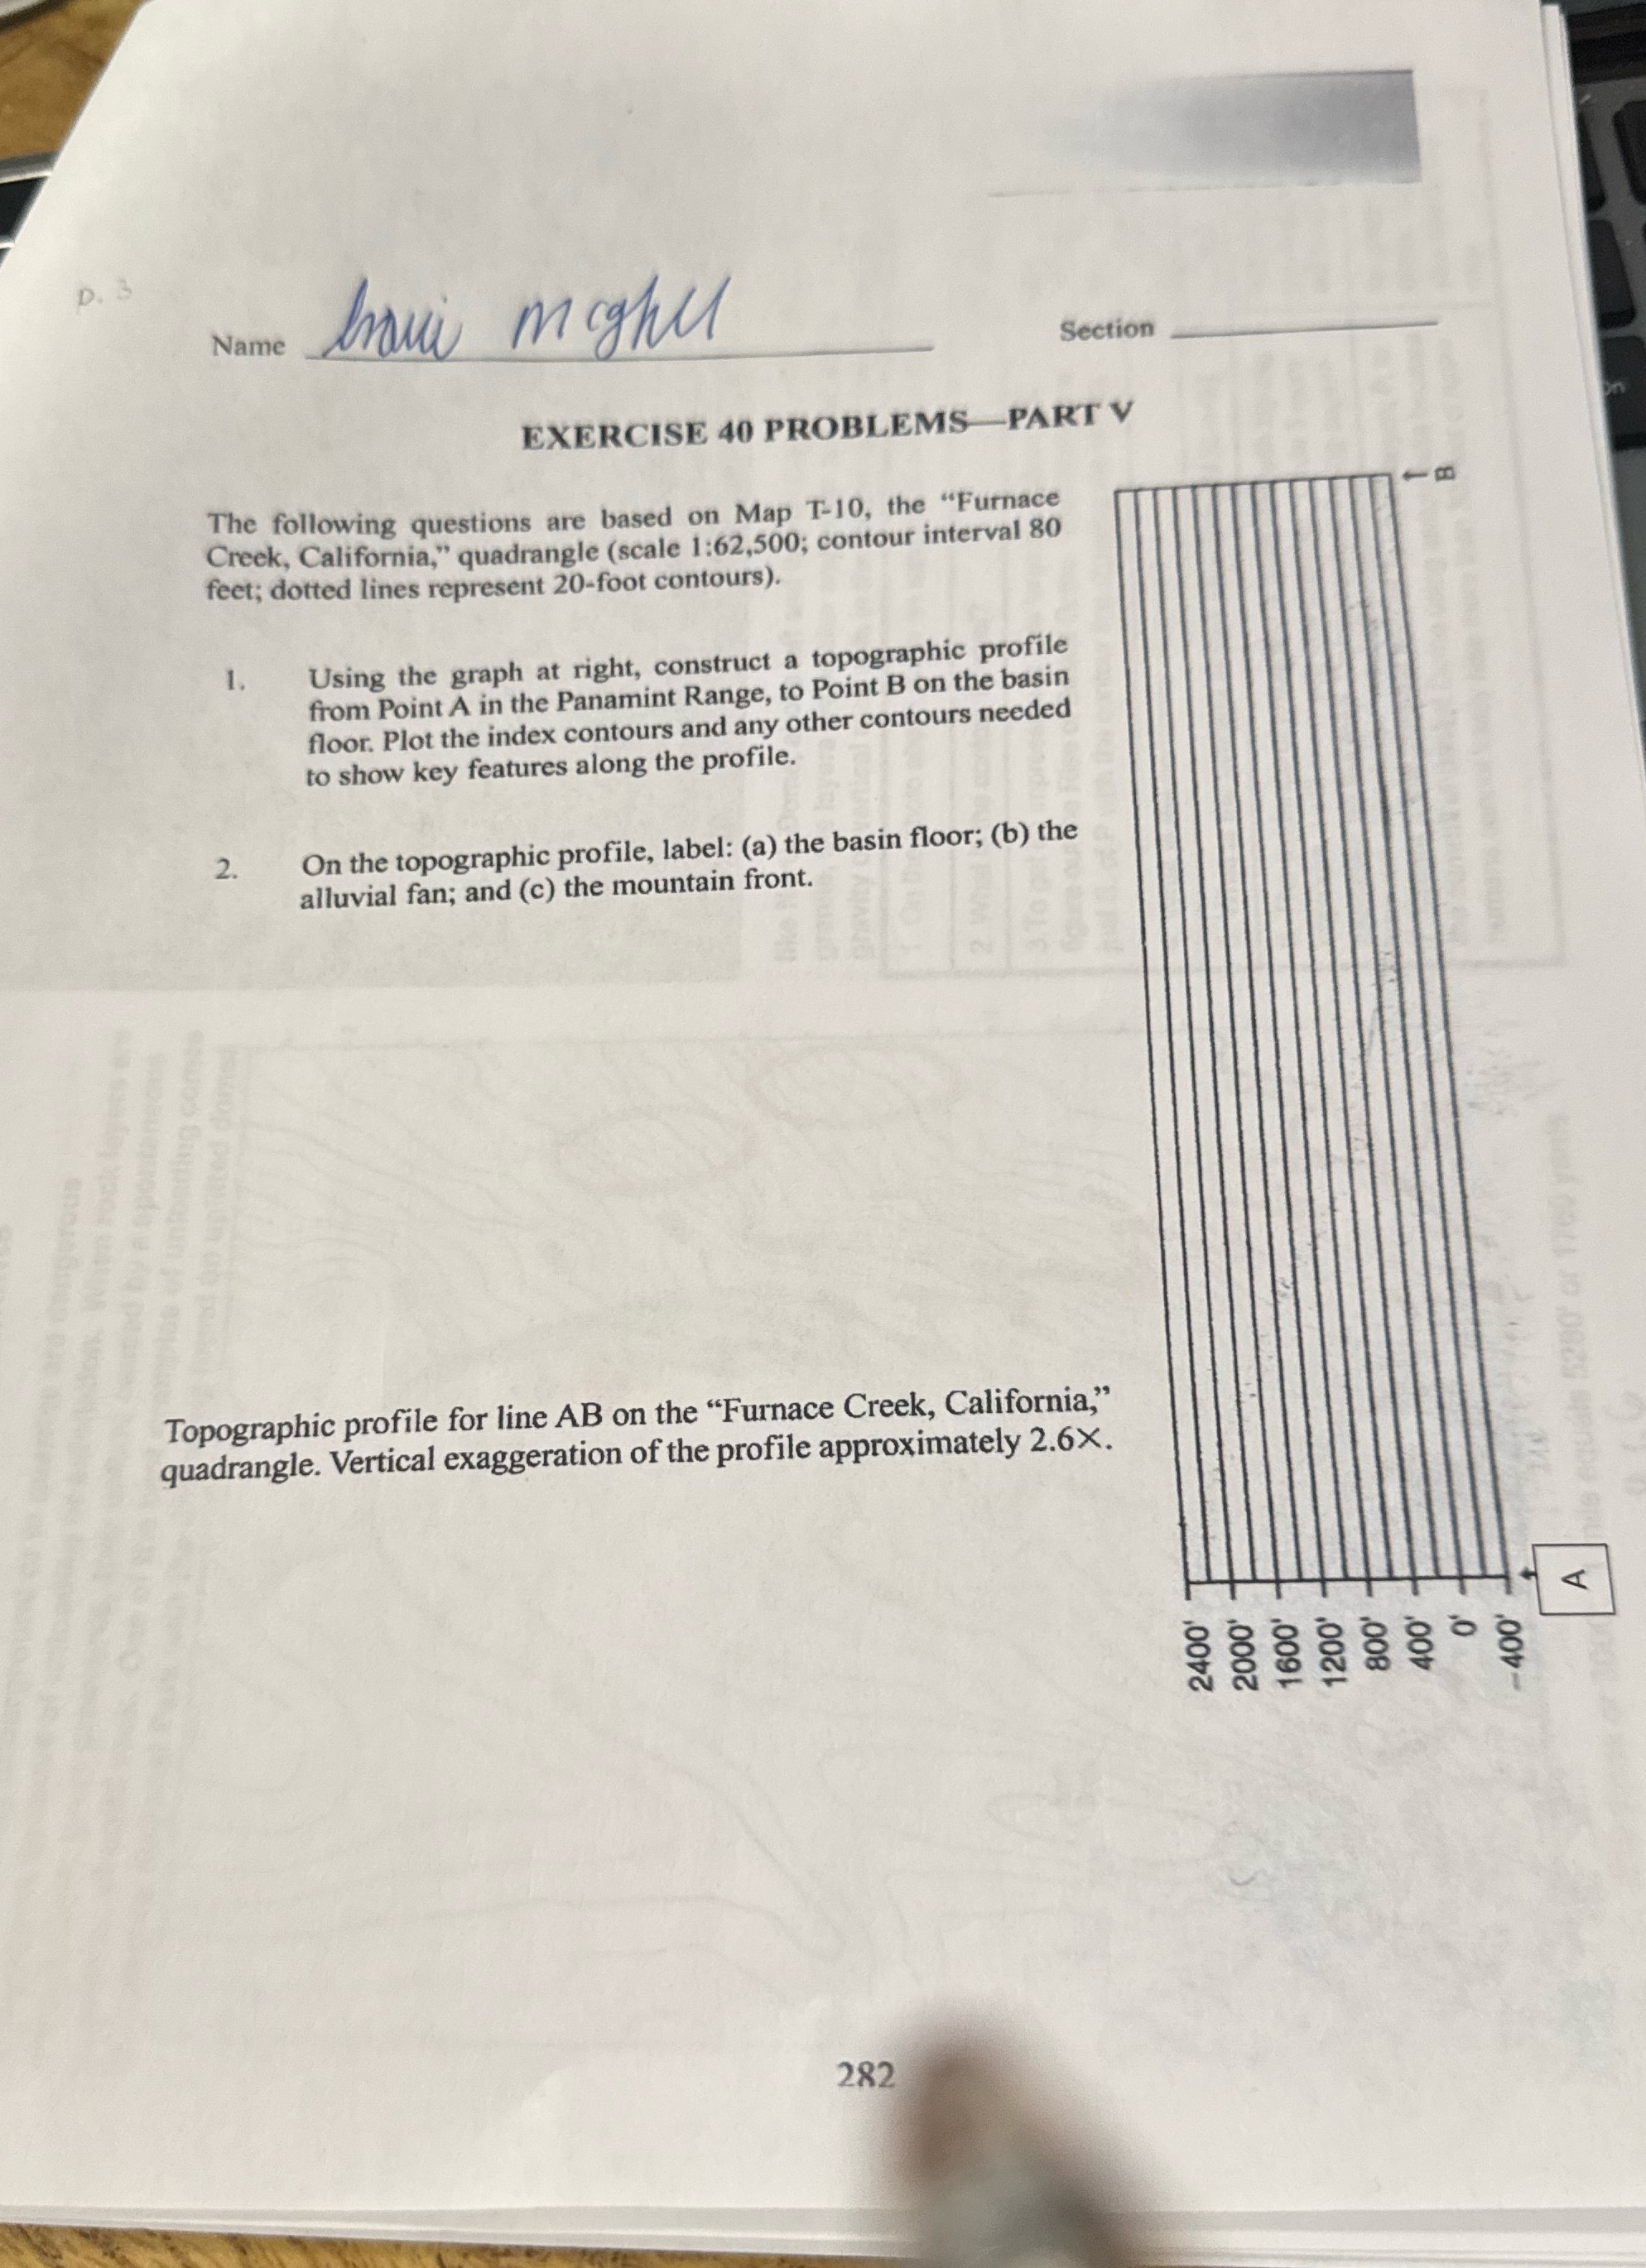 D. 3
Name mcghee Section
EXERCISE 40 PROBLEMS—PART V
The following questions are based on Map T-10, the “Furnace
Creek, California,” quadrangle (scale 1:62,500; contour interval 80
feet; dotted lines represent 20-foot contours).
1. Using the graph at right, construct a topographic profile
from Point A in the Panamint Range, to Point B on the basin
floor. Plot the index contours and any other contours needed
to show key features along the profile.
2. On the topographic profile, label: (a) the basin floor; (b) the
alluvial fan; and (c) the mountain front.
B
Topographic profile for line AB on the “Furnace Creek, California,”
quadrangle. Vertical exaggeration of the profile approximately 2.6×.
2400'
2000'
1600'
1200'
800'
400'
0'
-400'
A
282